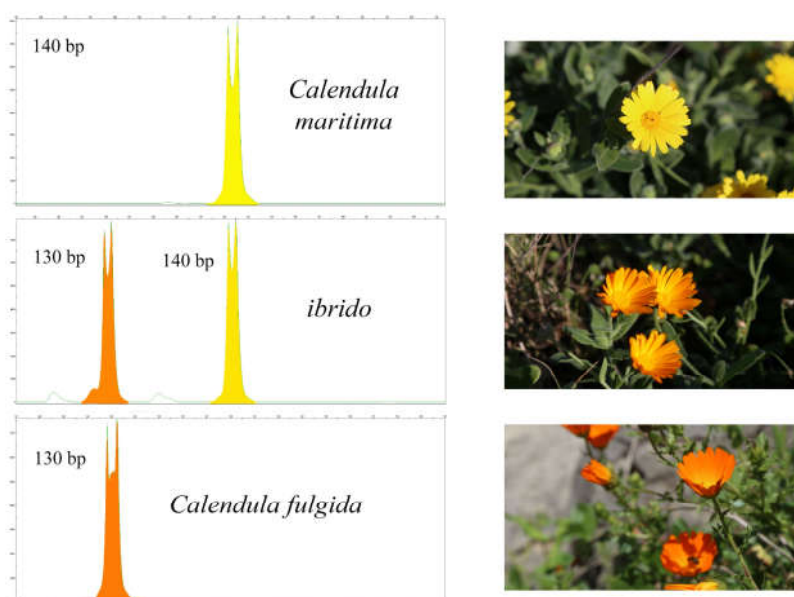 140 bp
Calendula
maritima
130 bp
140 bp
ibrido
130 bp
Calendula fulgida